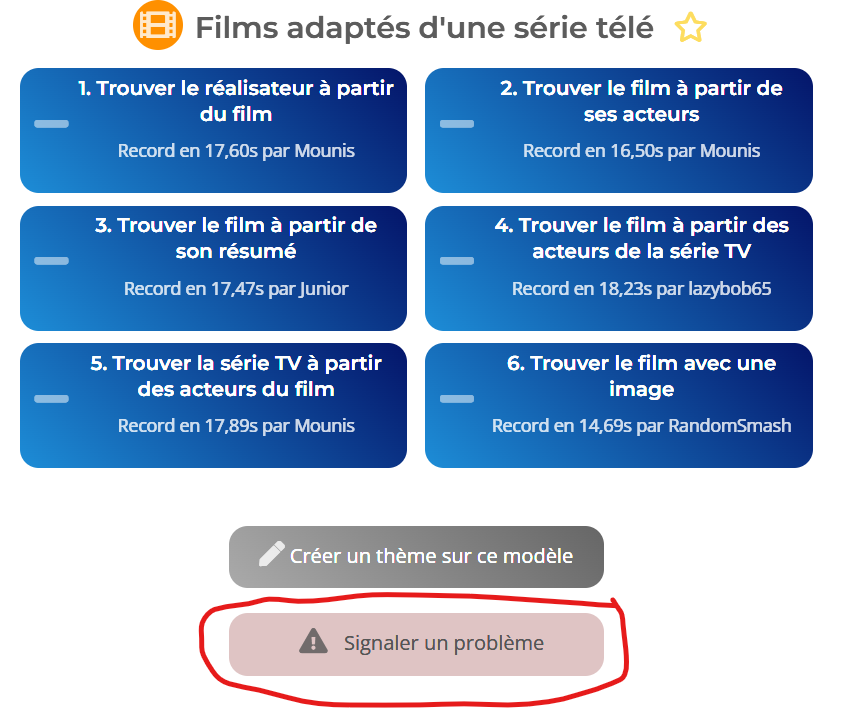 Films adaptés d'une série télé
1. Trouver le réalisateur à partir
du film
Record en 17,60s par Mounis
2. Trouver le film à partir de
ses acteurs
Record en 16,50s par Mounis
3. Trouver le film à partir de
son résumé
Record en 17,47s par Junior
4. Trouver le film à partir des
acteurs de la série TV
Record en 18,23s par lazybob65
5. Trouver la série TV à partir
des acteurs du film
Record en 17,89s par Mounis
6. Trouver le film avec une
image
Record en 14,69s par RandomSmash
Créer un thème sur ce modèle
Signaler un problème